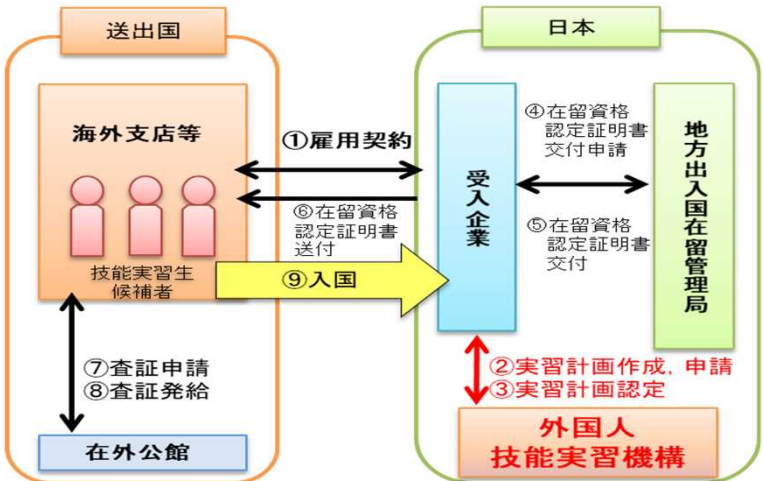 送出国
海外支店等
技能実習生
候補者
⑦査証申請
⑧査証発給
在外公館
①雇用契約
⑥在留資格
認定証明書
送付
⑨入国
日本
受入企業
④在留資格
認定証明書
交付申請
⑤在留資格
認定証明書
交付
地方出入国在留管理局
②実習計画作成，申請
③実習計画認定
外国人
技能実習機構